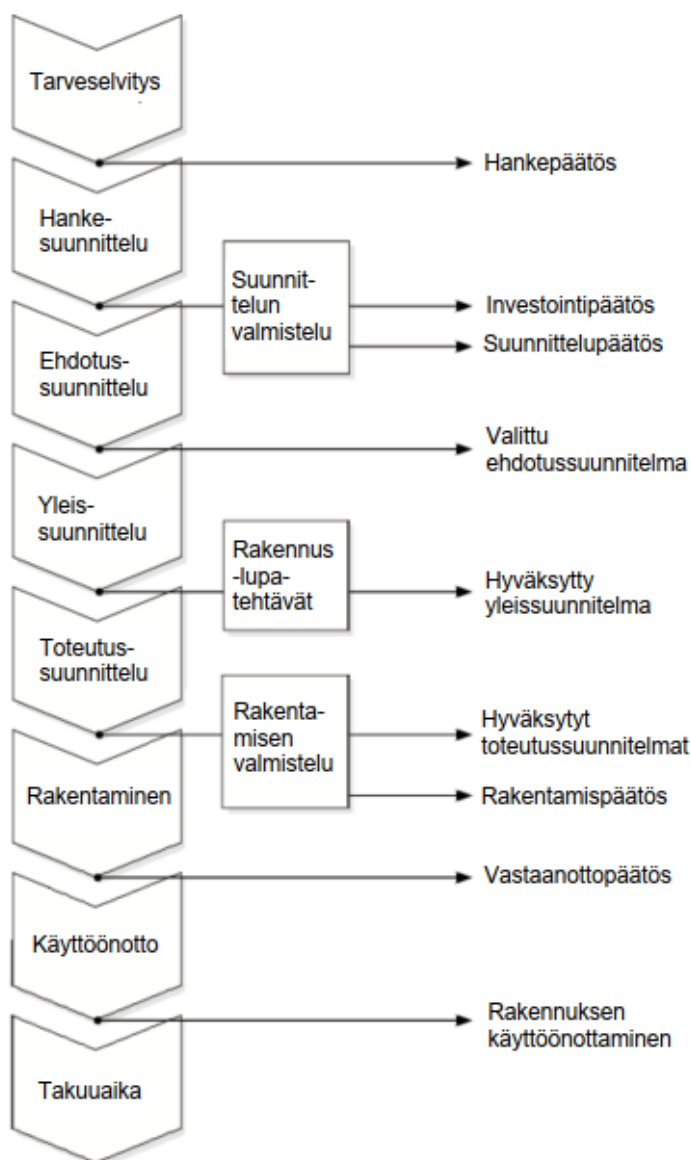 Tarveselvitys
Hankepäätös
Hanke-
suunnittelu
Suunnit-
telun
valmistelu
Investointipäätös
Suunnittelupäätös
Ehdotus-
suunnittelu
Valittu
ehdotussuunnitelma
Yleis-
suunnittelu
Rakennus
-lupa-
tehtävät
Hyväksytty
yleissuunnitelma
Toteutus-
suunnittelu
Rakenta-
misen
valmistelu
Hyväksytyt
toteutussuunnitelmat
Rakentamispäätös
Rakentaminen
Vastaanottopäätös
Käyttöönotto
Rakennuksen
käyttöönottaminen
Takuuaika